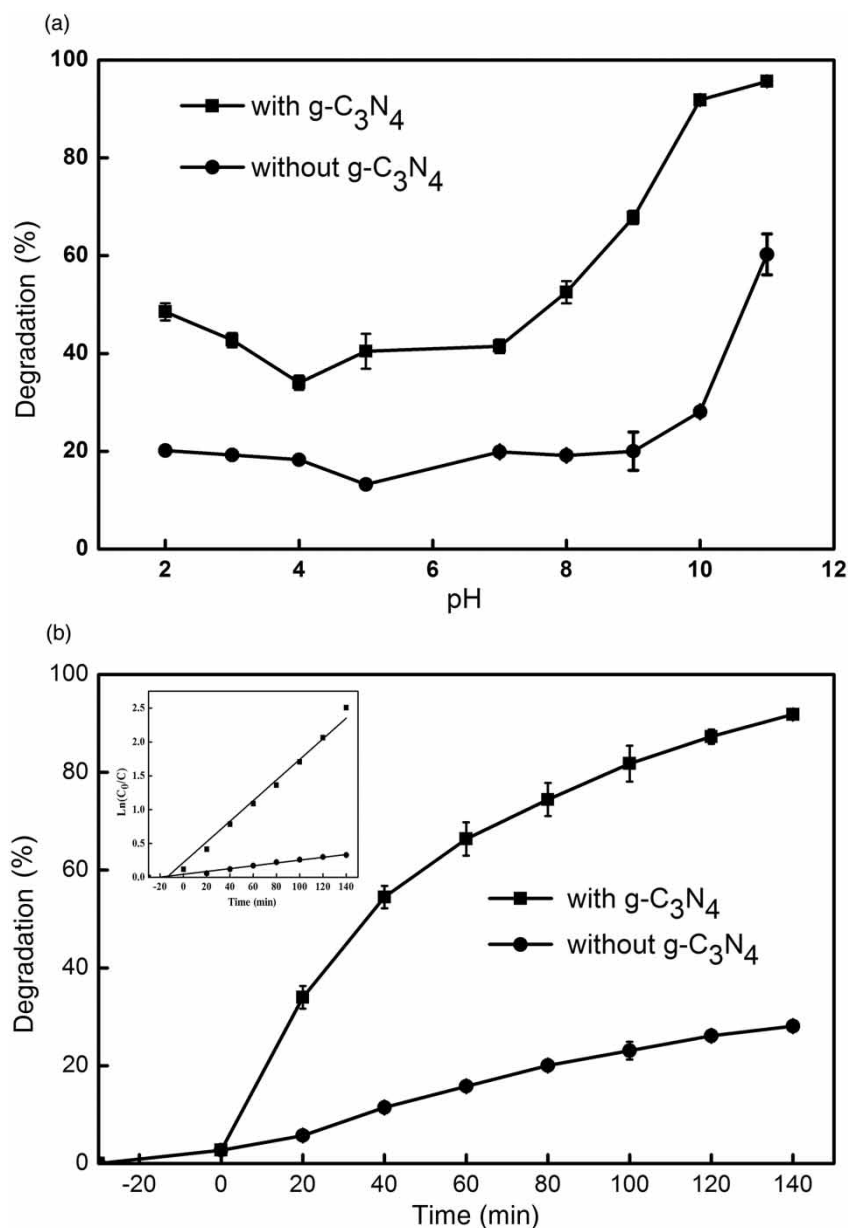 (a)
100
80
60
40
20
0
Degradation (%)
with g-C3N4
without g-C3N4
2 4 6 8 10 12
pH
(b)
100
80
60
40
20
0
Degradation (%)
2.5
2.0
1.5
1.0
0.5
0.0
Ln(C0/C)
-20 0 20 40 60 80 100 120 140
Time (min)
with g-C3N4
without g-C3N4
-20 0 20 40 60 80 100 120 140
Time (min)